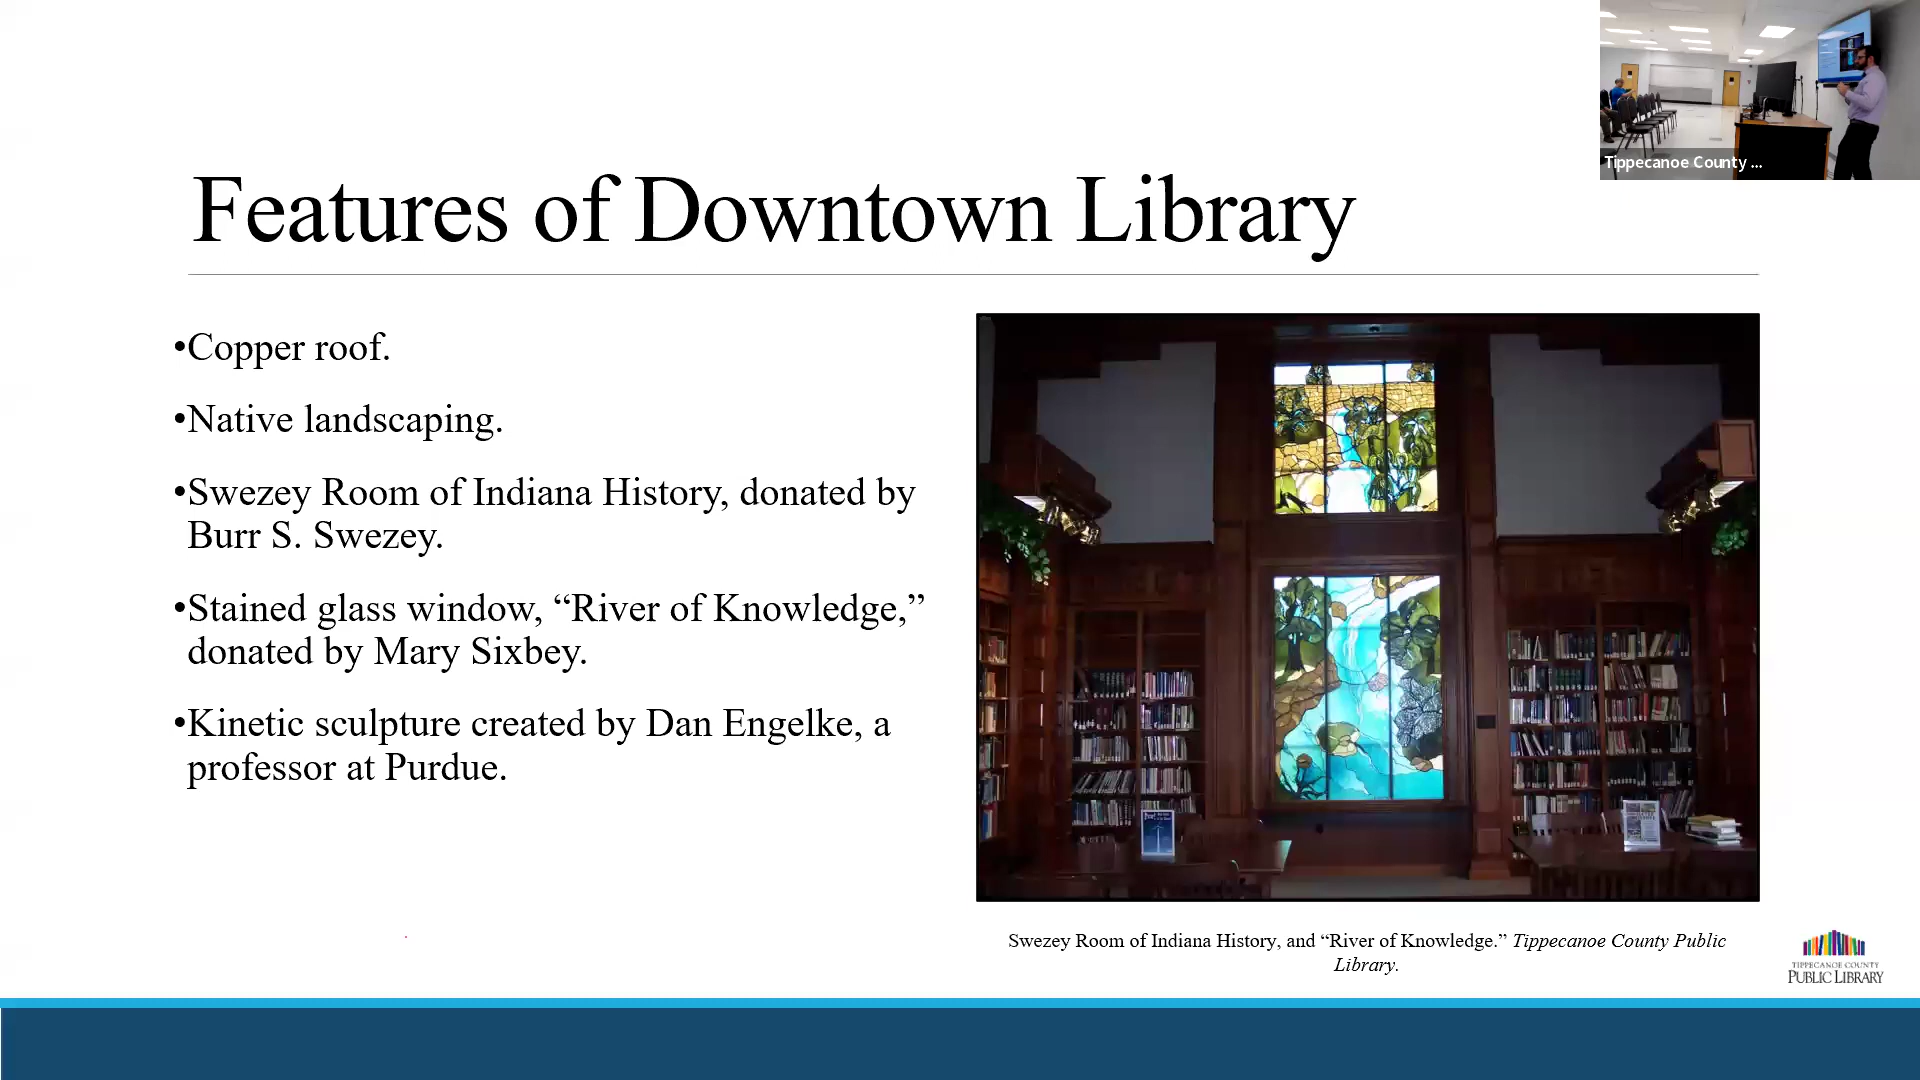 Tippecanoe County ...
Features of Downtown Library
•Copper roof.
•Native landscaping.
•Swezey Room of Indiana History, donated by
Burr S. Swezey.
•Stained glass window, “River of Knowledge,”
donated by Mary Sixbey.
•Kinetic sculpture created by Dan Engelke, a
professor at Purdue.
Swezey Room of Indiana History, and “River of Knowledge.” Tippecanoe County Public
Library.
TIPPECANOE COUNTY
PUBLIC LIBRARY